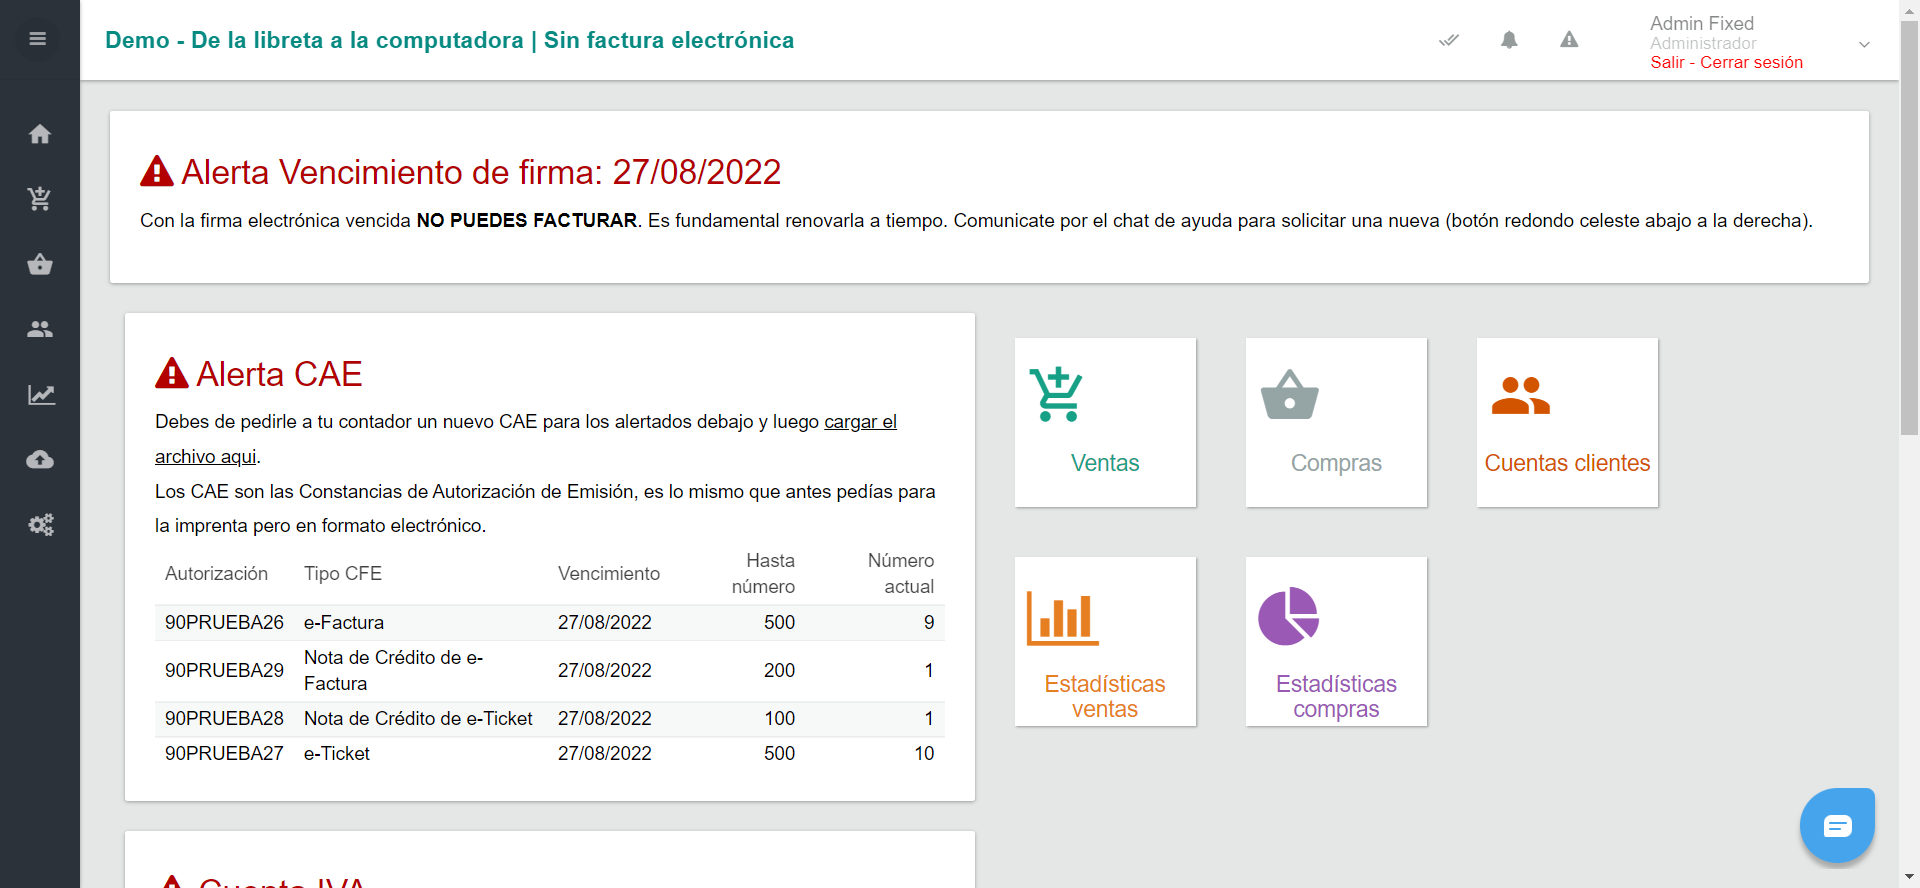 Demo - De la libreta a la computadora | Sin factura electrónica
Admin Fixed
Administrador
Salir - Cerrar sesión
Alerta Vencimiento de firma: 27/08/2022
Con la firma electrónica vencida NO PUEDES FACTURAR. Es fundamental renovarla a tiempo. Comunicate por el chat de ayuda para solicitar una nueva (botón redondo celeste abajo a la derecha).
Alerta CAE
Debes de pedirle a tu contador un nuevo CAE para los alertados debajo y luego cargar el
archivo aqui.
Los CAE son las Constancias de Autorización de Emisión, es lo mismo que antes pedías para
la imprenta pero en formato electrónico.
Autorización Tipo CFE Vencimiento Hasta número Número actual
90PRUEBA26 e-Factura 27/08/2022 500 9
90PRUEBA29 Nota de Crédito de e-Factura 27/08/2022 200 1
90PRUEBA28 Nota de Crédito de e-Ticket 27/08/2022 100 1
90PRUEBA27 e-Ticket 27/08/2022 500 10
Ventas
Compras
Cuentas clientes
Estadísticas
ventas
Estadísticas
compras
Cuenta IVA